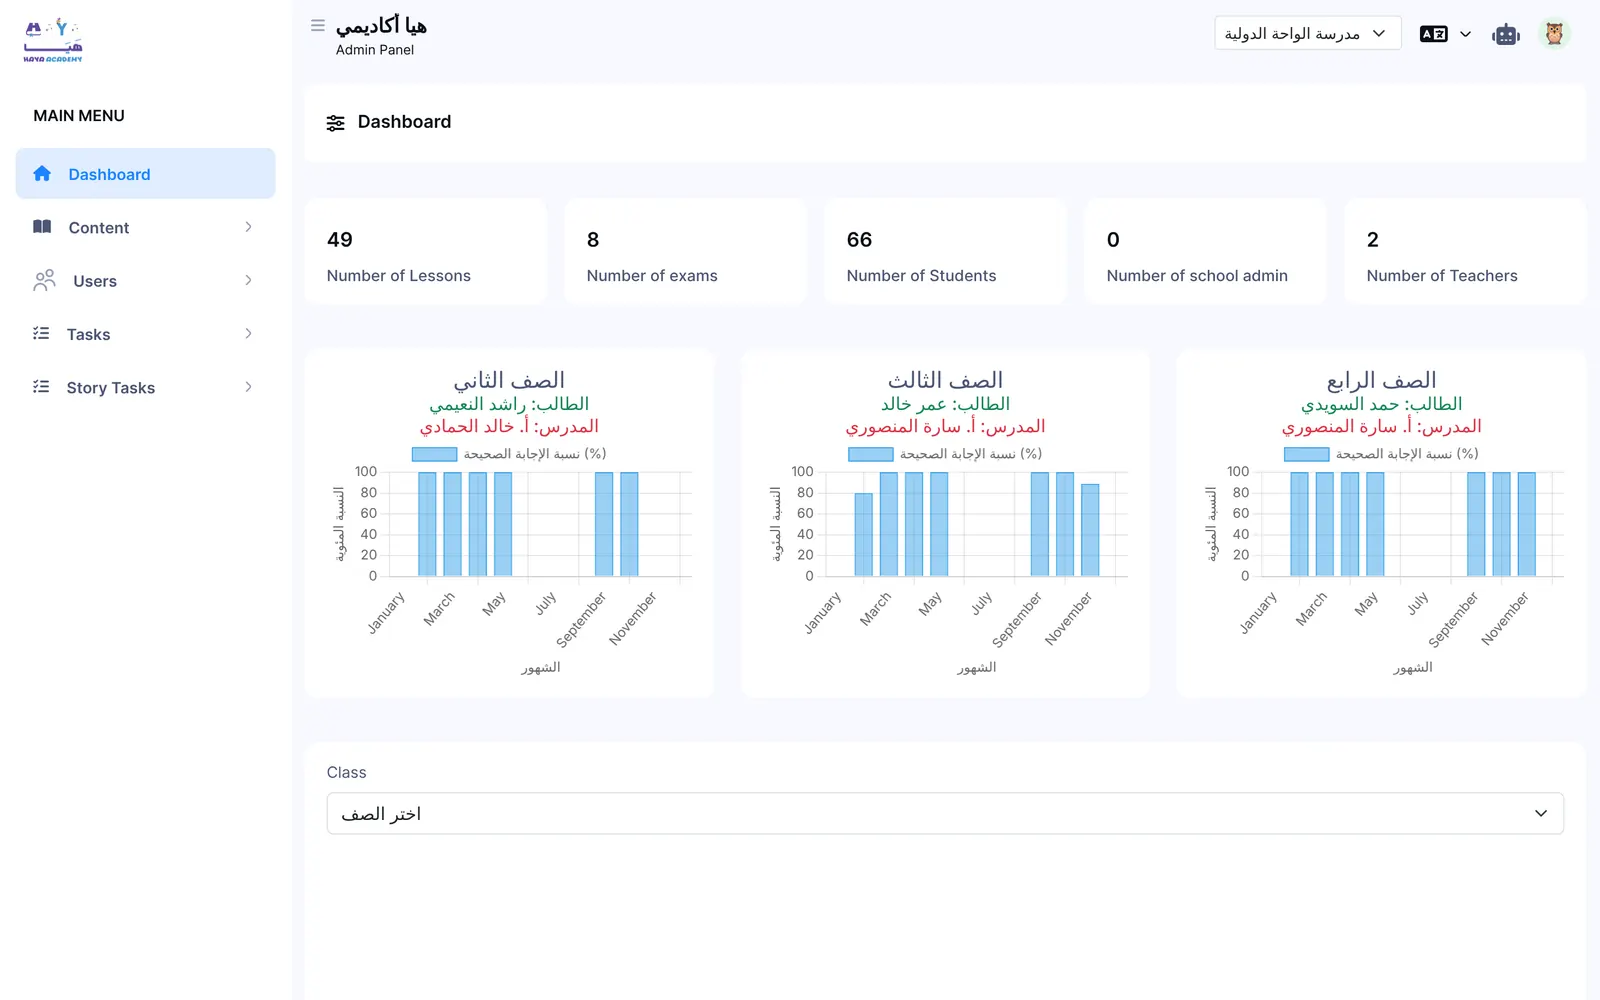 هيا
HAYA ACADEMY
هيا أكاديمي
Admin Panel
مدرسة الواحة الدولية
MAIN MENU
Dashboard
Content
Users
Tasks
Story Tasks
Dashboard
49
Number of Lessons
8
Number of exams
66
Number of Students
0
Number of school admin
2
Number of Teachers
الصف الثاني
الطالب: راشد النعيمي
المدرس: أ. خالد الحمادي
نسبة الإجابة الصحيحة (%)
النسبة المئوية
100
80
60
40
20
0
January
March
May
July
September
November
الشهور
الصف الثالث
الطالب: عمر خالد
المدرس: أ. سارة المنصوري
نسبة الإجابة الصحيحة (%)
النسبة المئوية
100
80
60
40
20
0
January
March
May
July
September
November
الشهور
الصف الرابع
الطالب: حمد السويدي
المدرس: أ. سارة المنصوري
نسبة الإجابة الصحيحة (%)
النسبة المئوية
100
80
60
40
20
0
January
March
May
July
September
November
الشهور
Class
اختر الصف